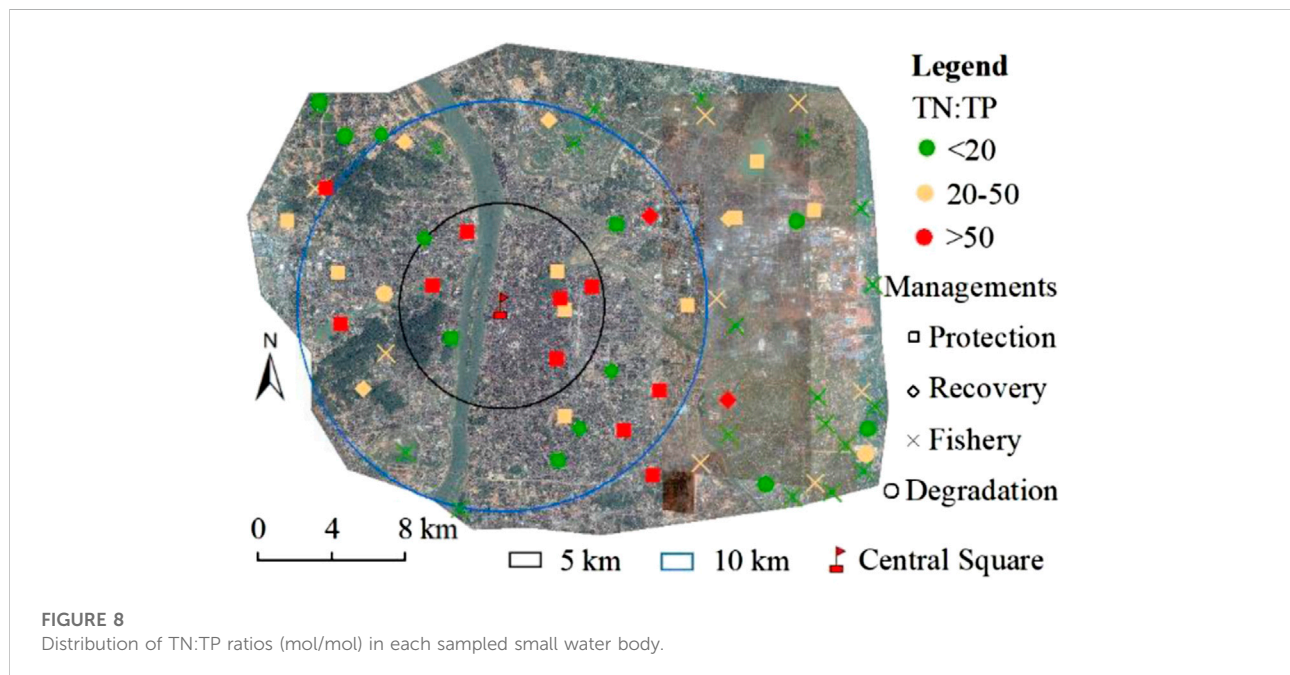 Legend
TN:TP
<20
20-50
>50
Managements
Protection
Recovery
Fishery
Degradation
N
0 4 8 km
5 km 10 km Central Square
FIGURE 8
Distribution of TN:TP ratios (mol/mol) in each sampled small water body.